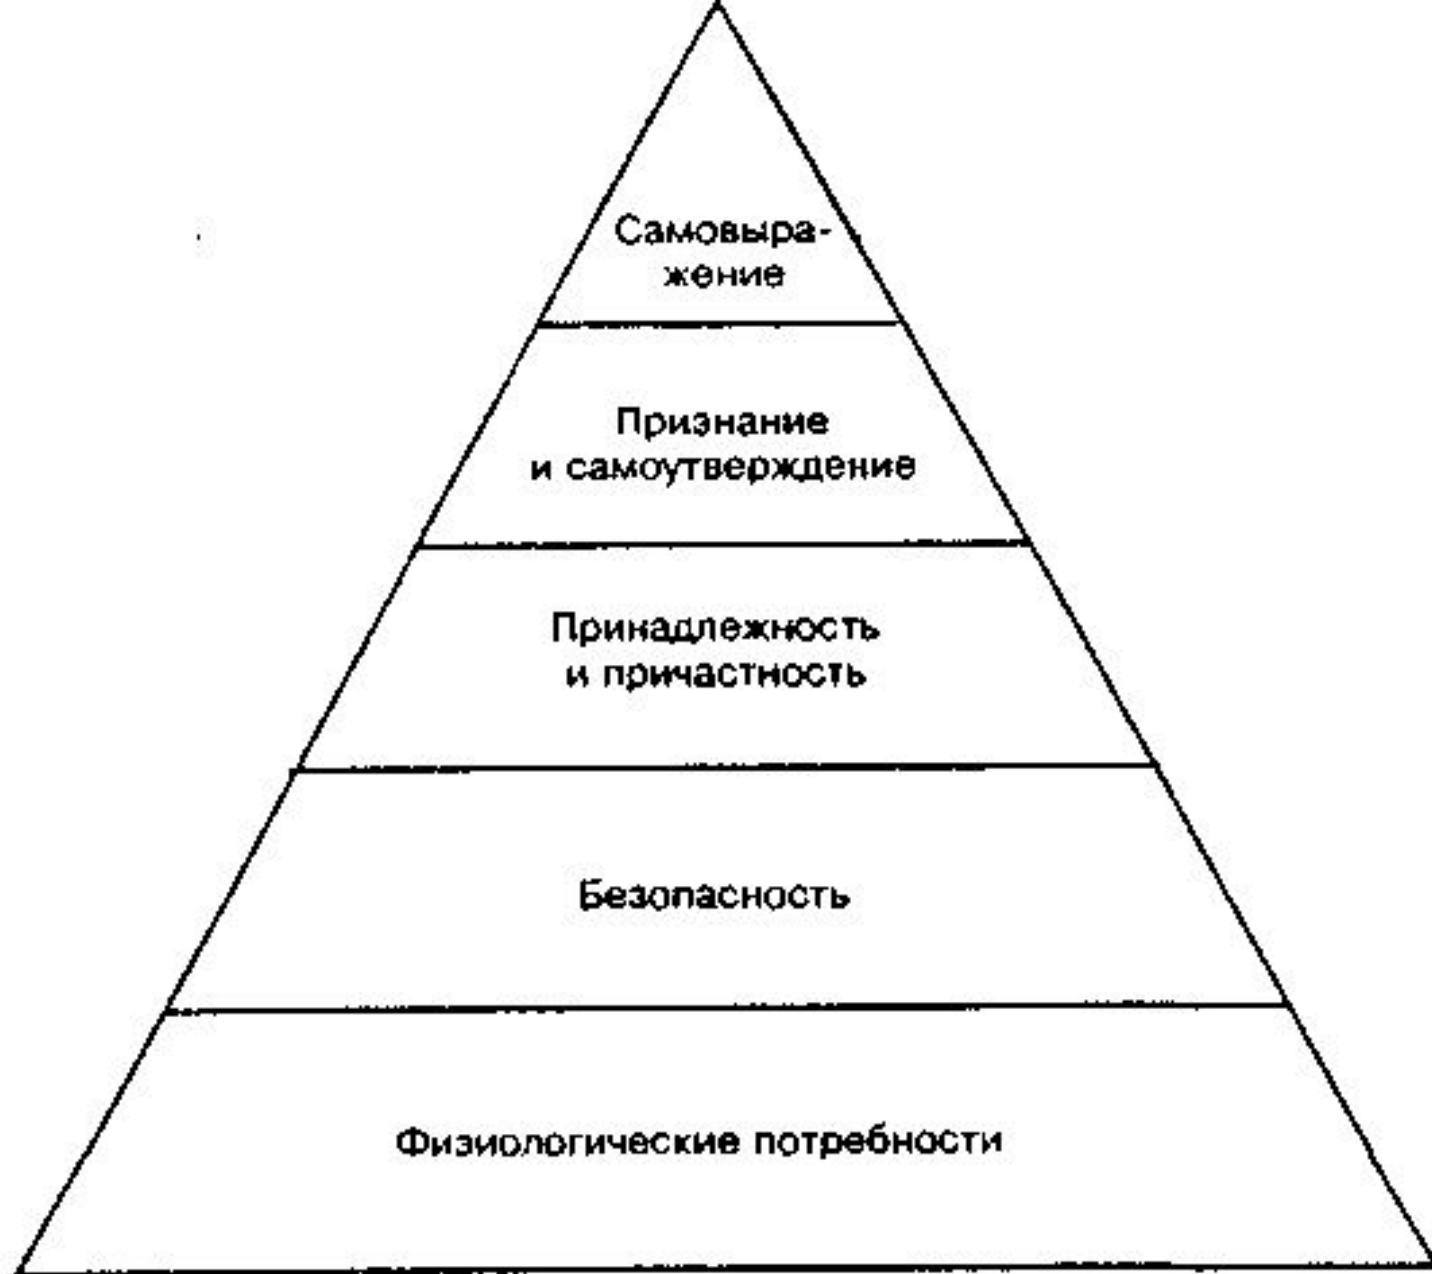 Самовыра-
жение
Признание
и самоутверждение
Принадлежность
и причастность
Безопасность
Физиологические потребности